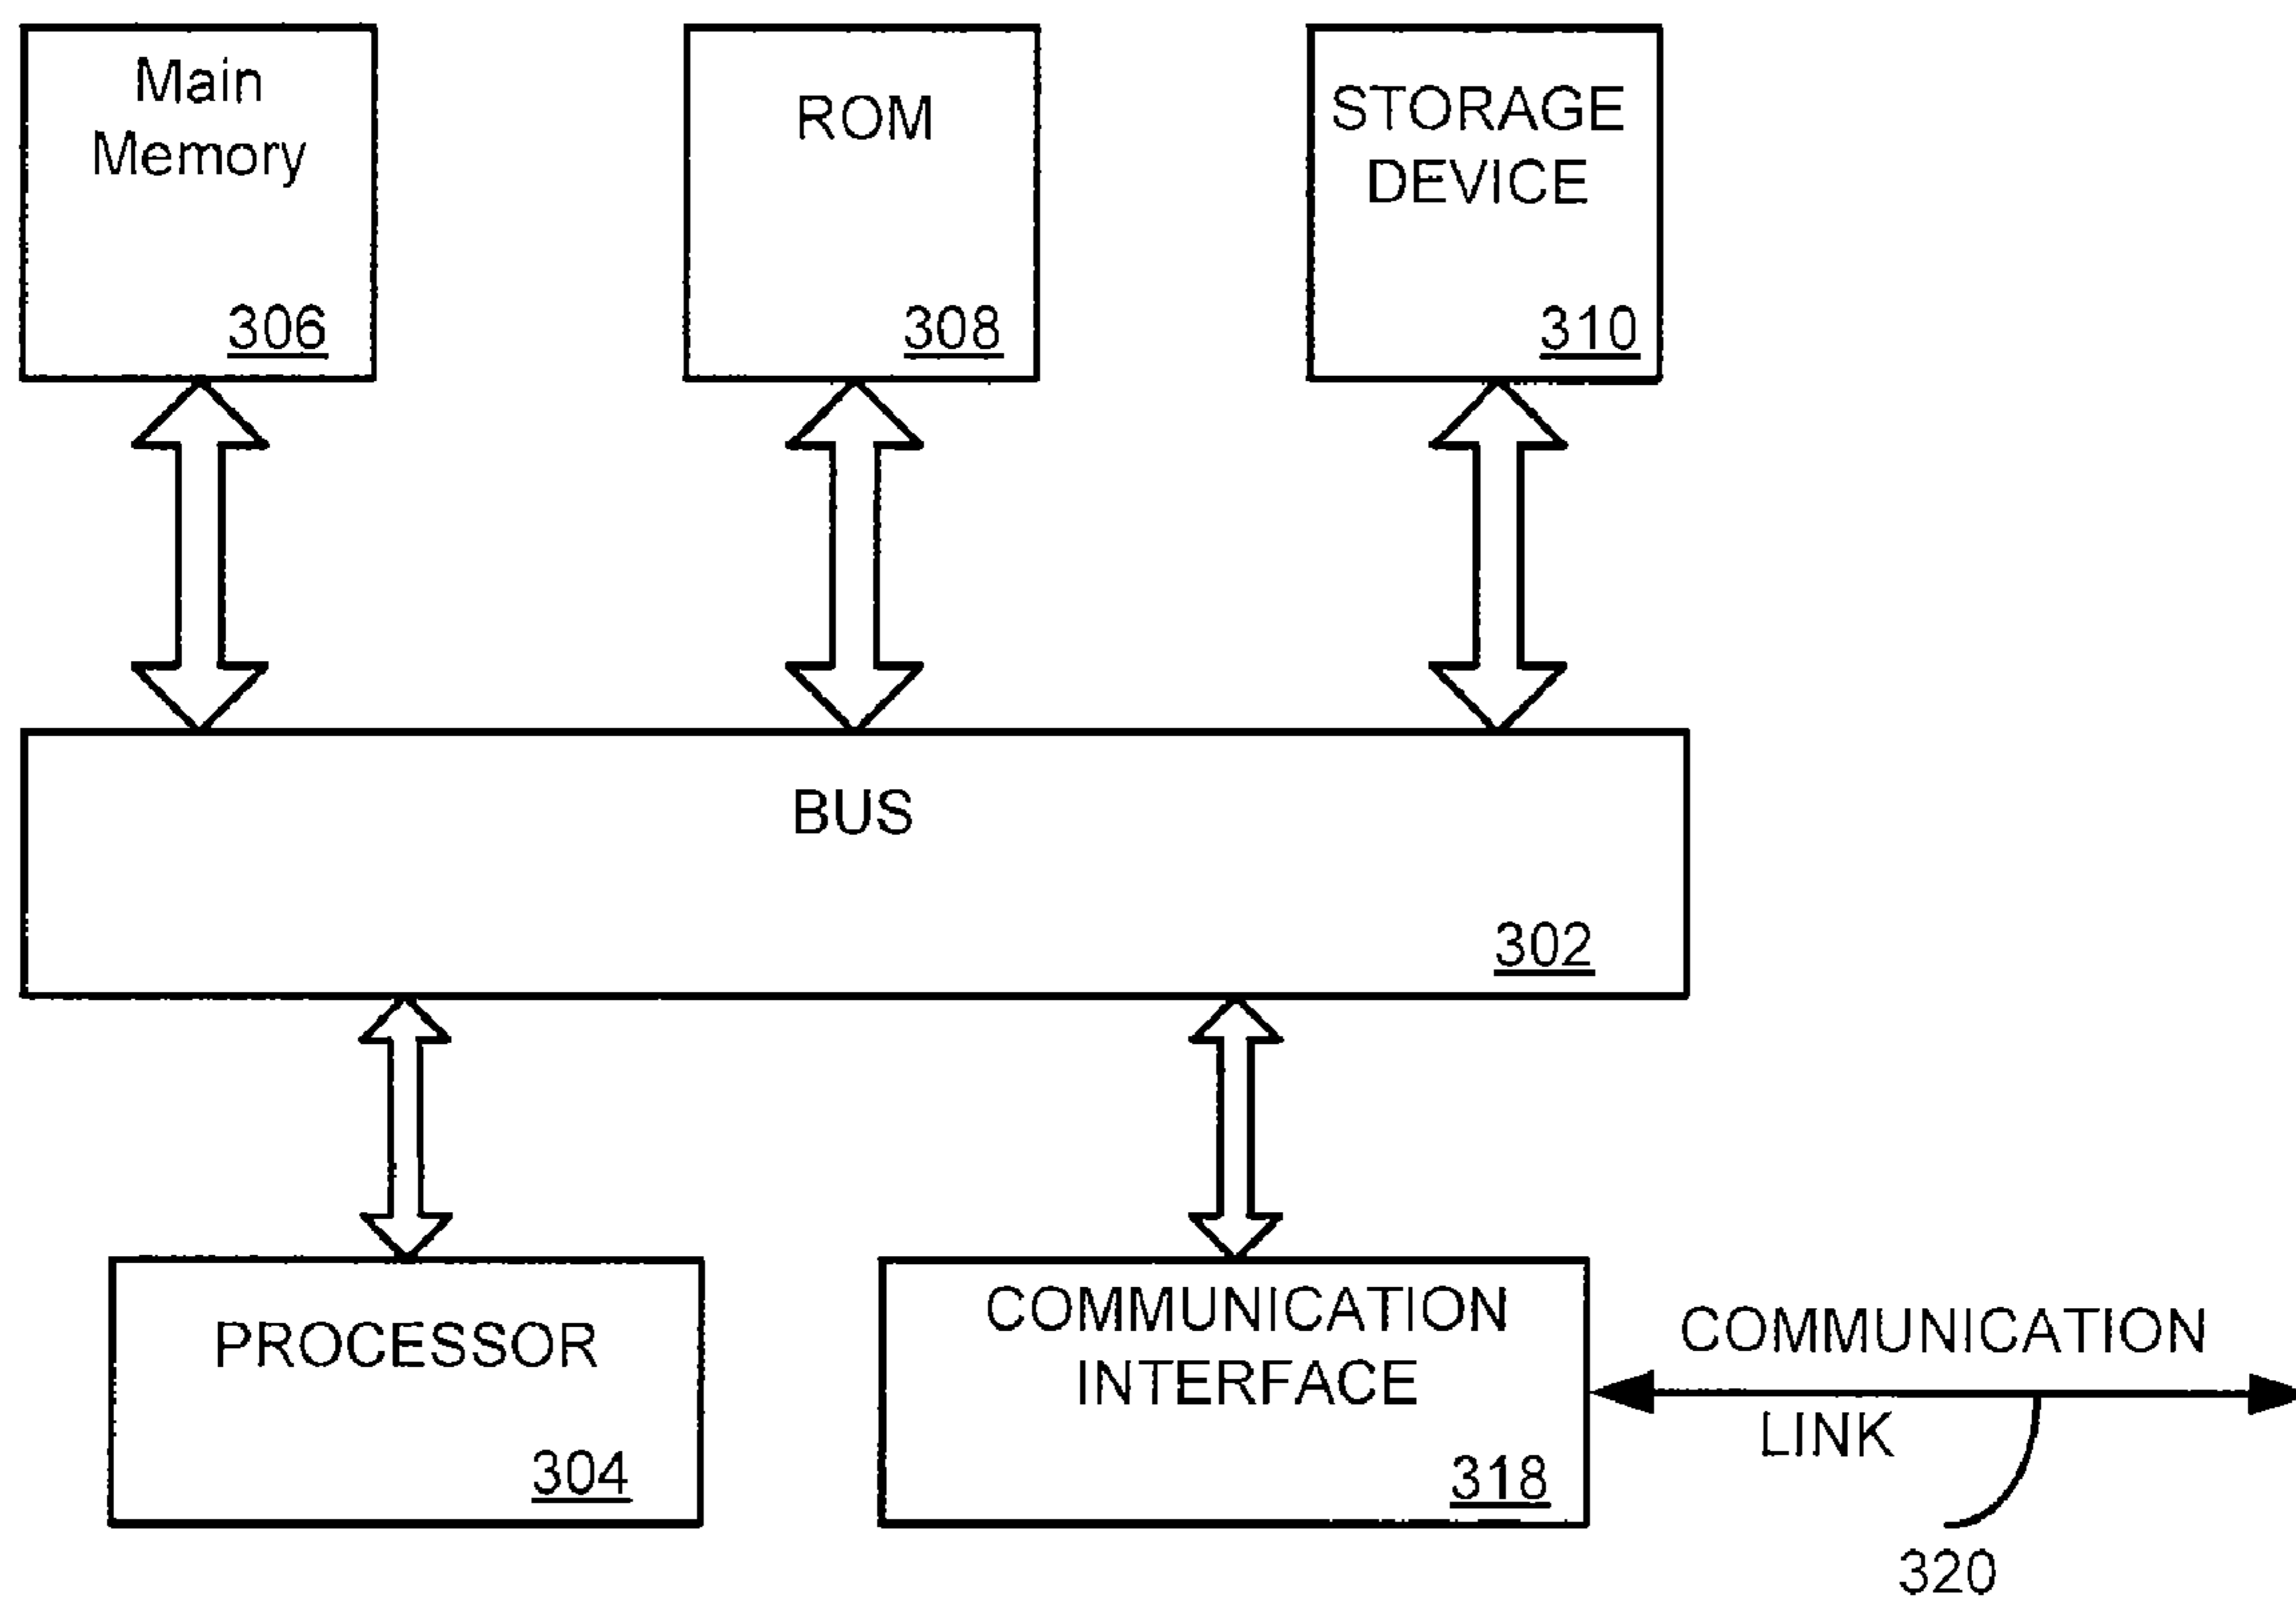 Main
Memory
306
ROM
308
STORAGE
DEVICE
310
BUS
302
PROCESSOR
304
COMMUNICATION
INTERFACE
318
COMMUNICATION
LINK
320